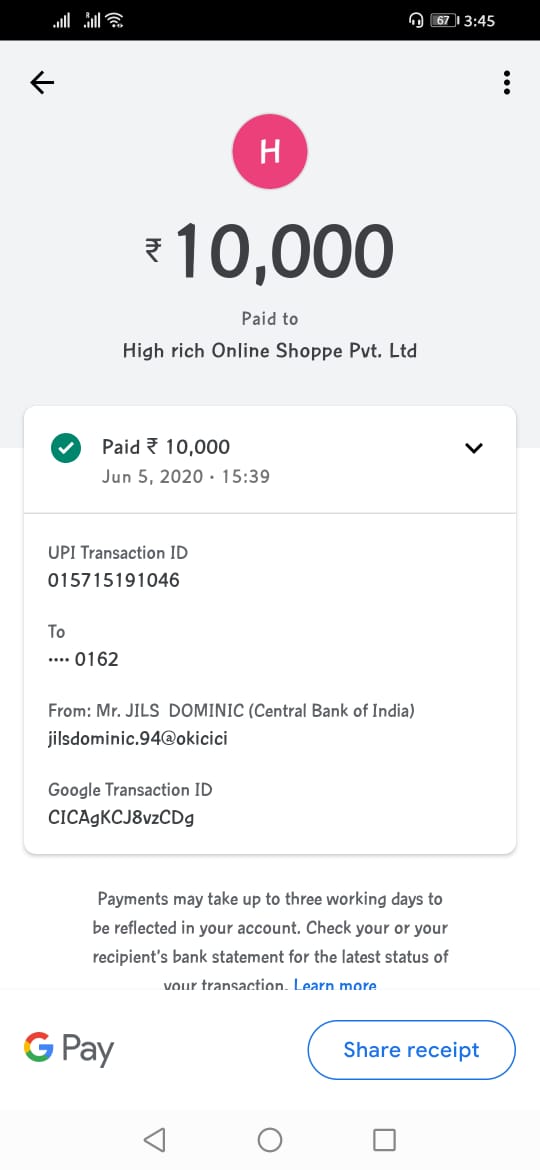 67 3:45
H
₹ 10,000
Paid to
High rich Online Shoppe Pvt. Ltd
Paid ₹ 10,000
Jun 5, 2020 · 15:39
UPI Transaction ID
015715191046
To
•••• 0162
From: Mr. JILS  DOMINIC (Central Bank of India)
jilsdominic.94@okicici
Google Transaction ID
CICAgKCJ8vzCDg
Payments may take up to three working days to
be reflected in your account. Check your or your
recipient's bank statement for the latest status of
your transaction. Learn more
G Pay
Share receipt